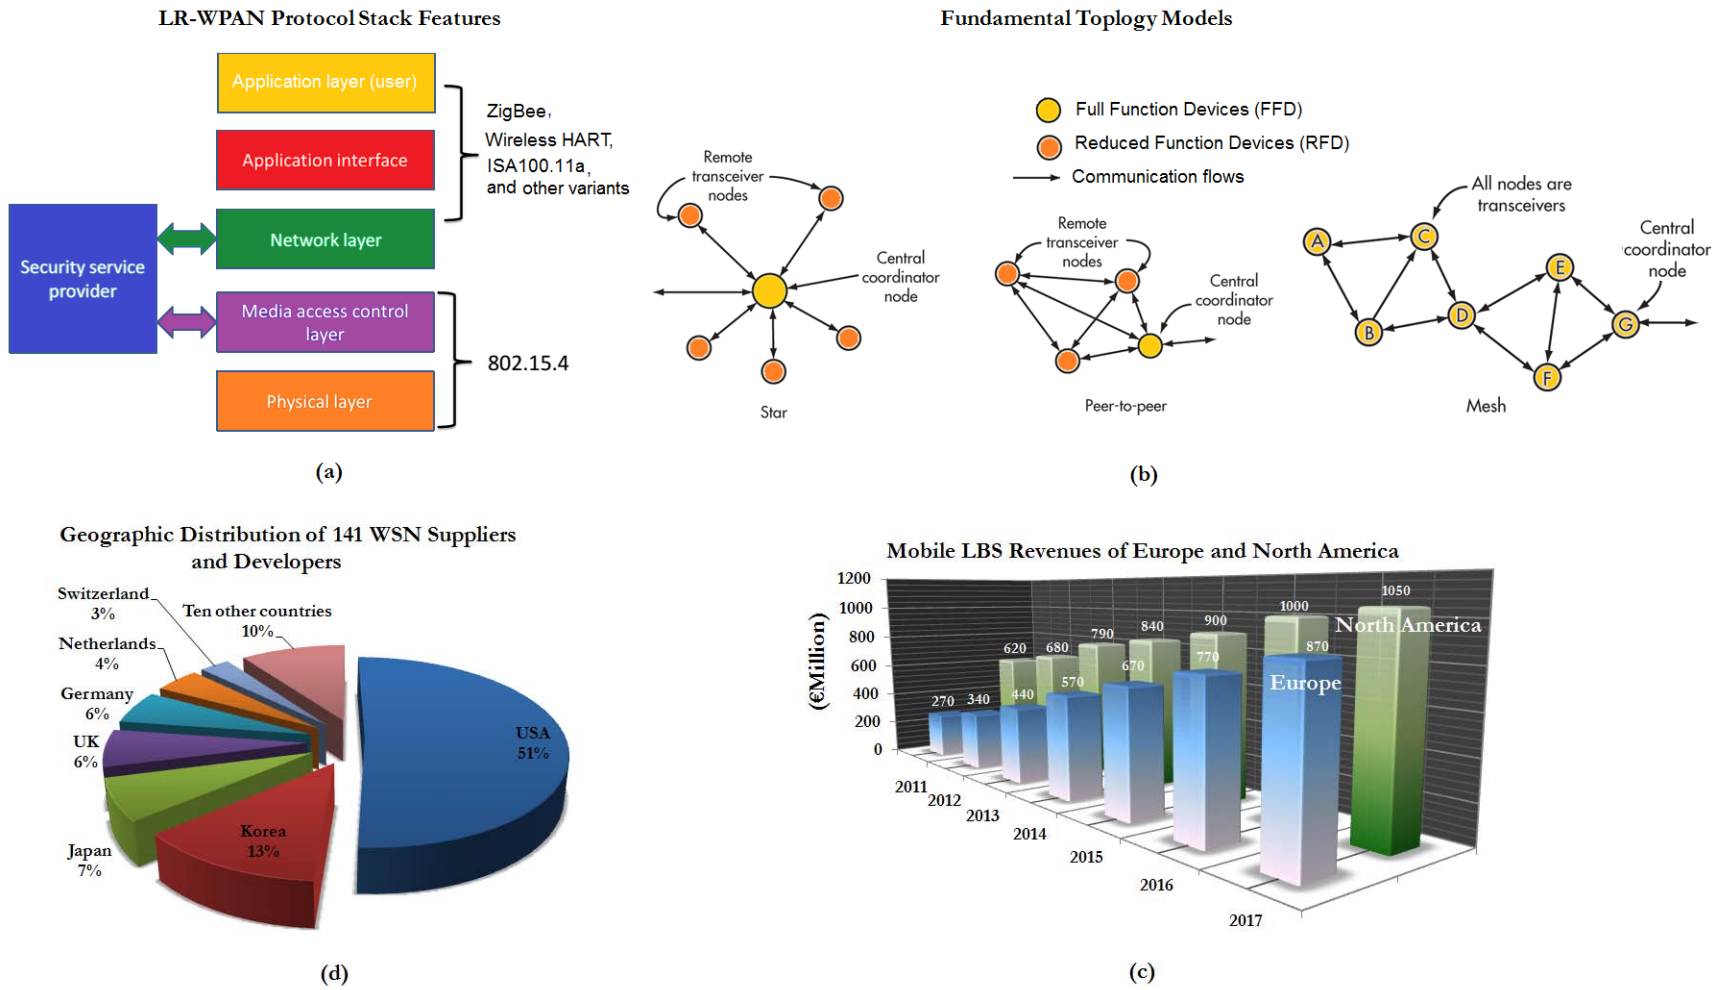 LR-WPAN Protocol Stack Features
Application layer (user)
Application interface
Network layer
Media access control
layer
Physical layer
Security service
provider
ZigBee,
Wireless HART,
ISA100.11a,
and other variants
802.15.4
(a)
Fundamental Toplogy Models
Full Function Devices (FFD)
Reduced Function Devices (RFD)
Communication flows
Remote
transceiver
nodes
Central
coordinator
node
Star
Remote
transceiver
nodes
Central
coordinator
node
Peer-to-peer
All nodes are
transceivers
Central
coordinator
node
A
B
C
D
E
F
G
Mesh
(b)
Geographic Distribution of 141 WSN Suppliers
and Developers
Switzerland
3%
Ten other countries
10%
Netherlands
4%
Germany
6%
UK
6%
Japan
7%
Korea
13%
USA
51%
(d)
Mobile LBS Revenues of Europe and North America
(€Million)
1200
1000
800
600
400
200
0
620
680
790
840
900
1000
1050
North America
270
340
440
570
670
770
870
Europe
2011
2012
2013
2014
2015
2016
2017
(c)